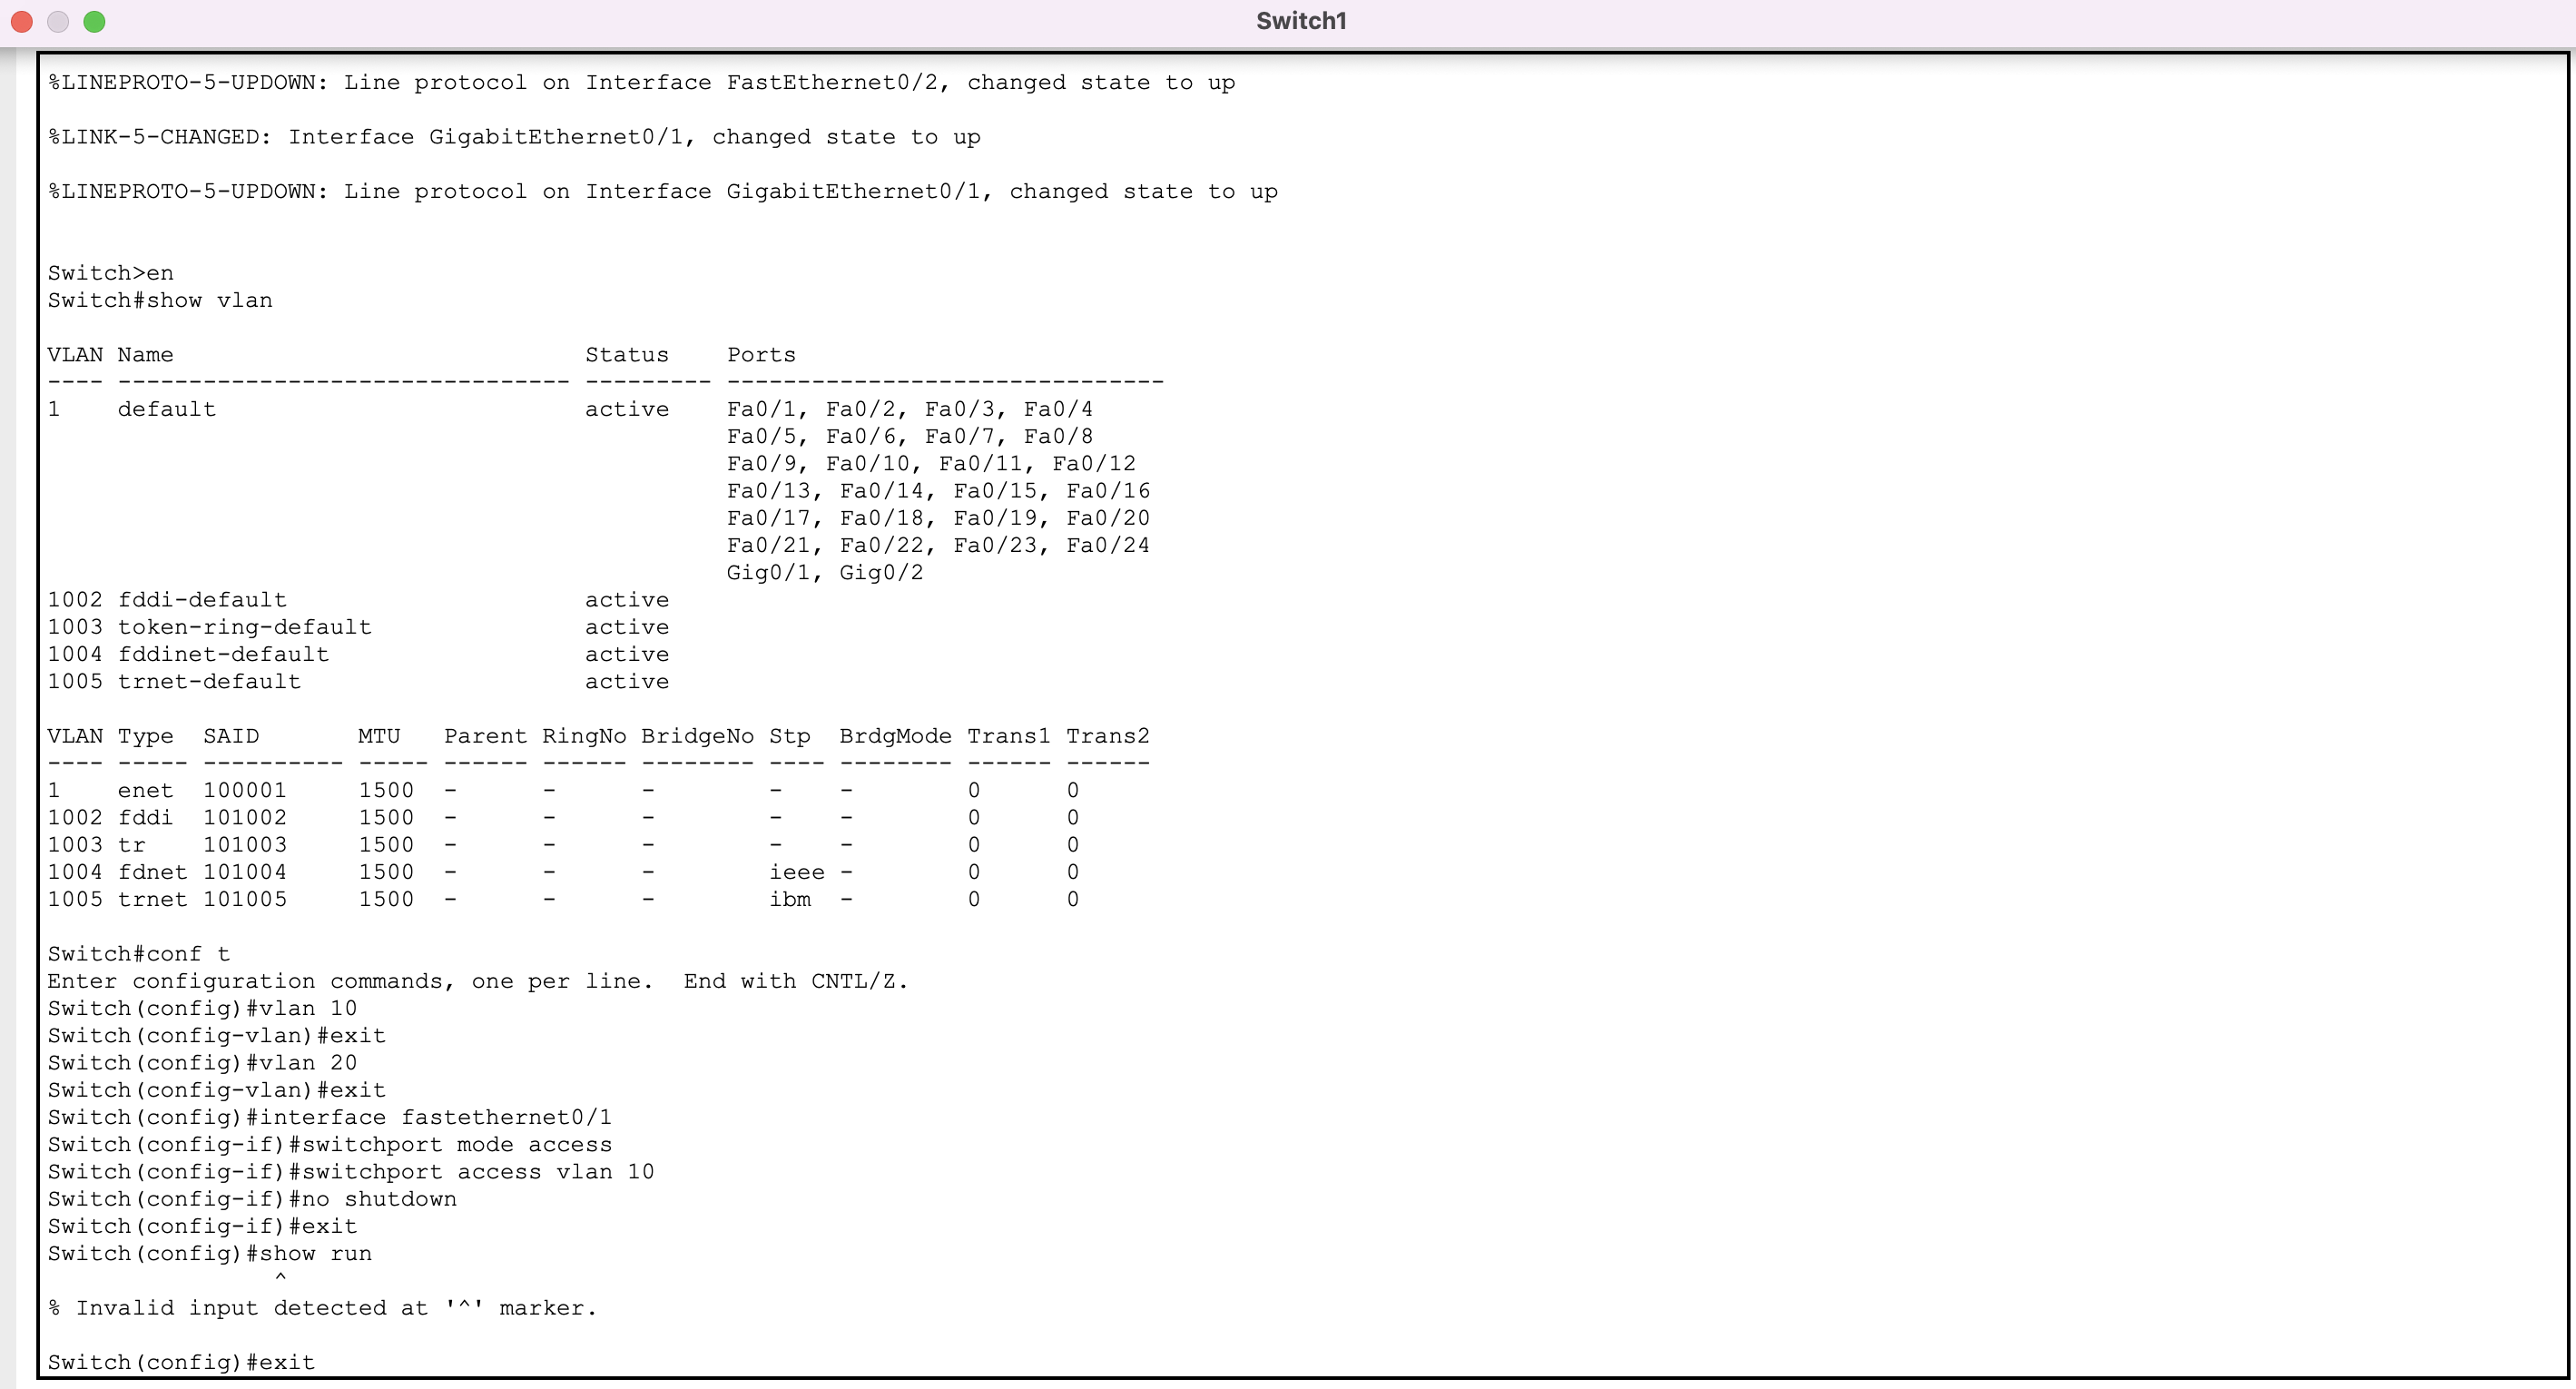 Switch1
%LINEPROTO-5-UPDOWN: Line protocol on Interface FastEthernet0/2, changed state to up
%LINK-5-CHANGED: Interface GigabitEthernet0/1, changed state to up
%LINEPROTO-5-UPDOWN: Line protocol on Interface GigabitEthernet0/1, changed state to up
Switch>en
Switch#show vlan
VLAN Name                             Status    Ports
---- -------------------------------- --------- -------------------------------
1    default                          active    Fa0/1, Fa0/2, Fa0/3, Fa0/4
                                                Fa0/5, Fa0/6, Fa0/7, Fa0/8
                                                Fa0/9, Fa0/10, Fa0/11, Fa0/12
                                                Fa0/13, Fa0/14, Fa0/15, Fa0/16
                                                Fa0/17, Fa0/18, Fa0/19, Fa0/20
                                                Fa0/21, Fa0/22, Fa0/23, Fa0/24
                                                Gig0/1, Gig0/2
1002 fddi-default                     active
1003 token-ring-default               active
1004 fddinet-default                  active
1005 trnet-default                    active
VLAN Type  SAID       MTU   Parent RingNo BridgeNo Stp  BrdgMode Trans1 Trans2
---- ----- ---------- ----- ------ ------ -------- ---- -------- ------ ------
1    enet  100001     1500  -      -      -        -    -        0      0
1002 fddi  101002     1500  -      -      -        -    -        0      0
1003 tr    101003     1500  -      -      -        -    -        0      0
1004 fdnet 101004     1500  -      -      -        ieee -        0      0
1005 trnet 101005     1500  -      -      -        ibm  -        0      0
Switch#conf t
Enter configuration commands, one per line.  End with CNTL/Z.
Switch(config)#vlan 10
Switch(config-vlan)#exit
Switch(config)#vlan 20
Switch(config-vlan)#exit
Switch(config)#interface fastethernet0/1
Switch(config-if)#switchport mode access
Switch(config-if)#switchport access vlan 10
Switch(config-if)#no shutdown
Switch(config-if)#exit
Switch(config)#show run
                ^
% Invalid input detected at '^' marker.
Switch(config)#exit